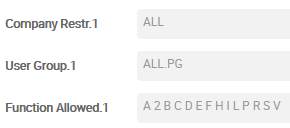 Company Restr.1 ALL
User Group.1 ALL.PG
Function Allowed.1 A 2 B C D E F H I L P R S V